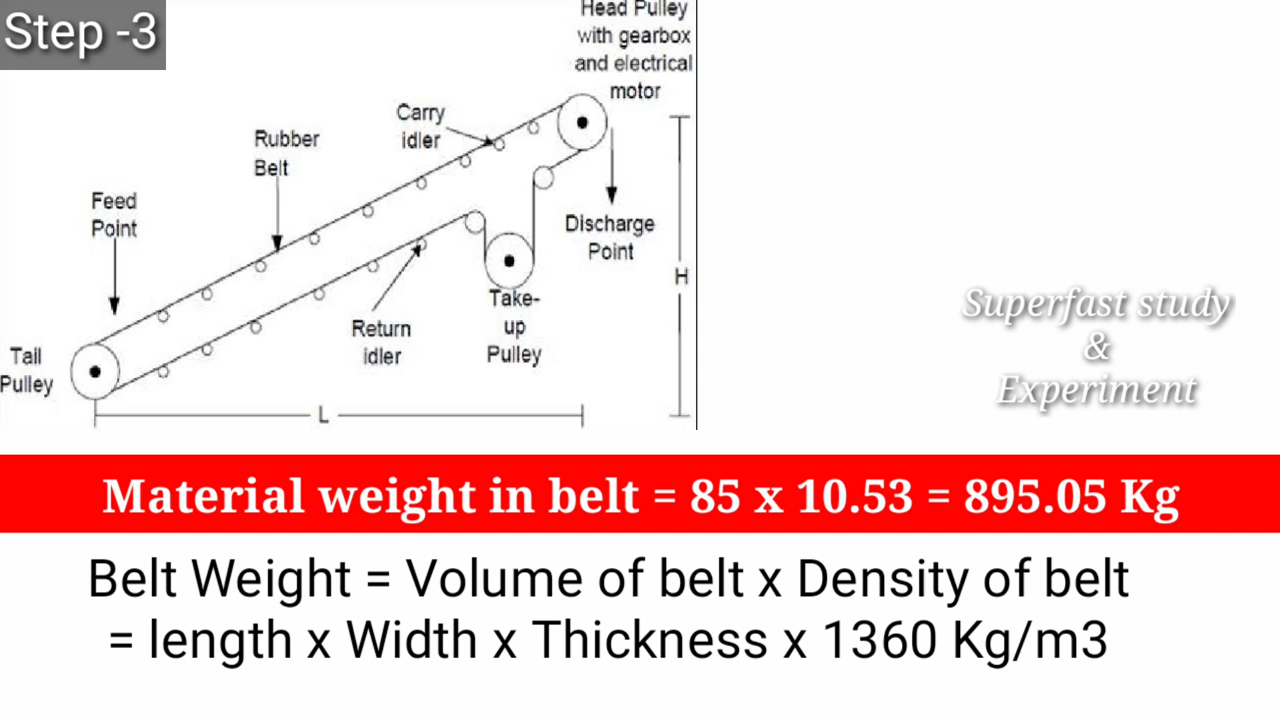 Step -3
Head Pulley
with gearbox
and electrical
motor
Carry
idler
Rubber
Belt
Feed
Point
Discharge
Point
H
Take-
up
Pulley
Return
idler
Tail
Pulley
L
Superfast study
&
Experiment
Material weight in belt = 85 x 10.53 = 895.05 Kg
Belt Weight = Volume of belt x Density of belt
= length x Width x Thickness x 1360 Kg/m3